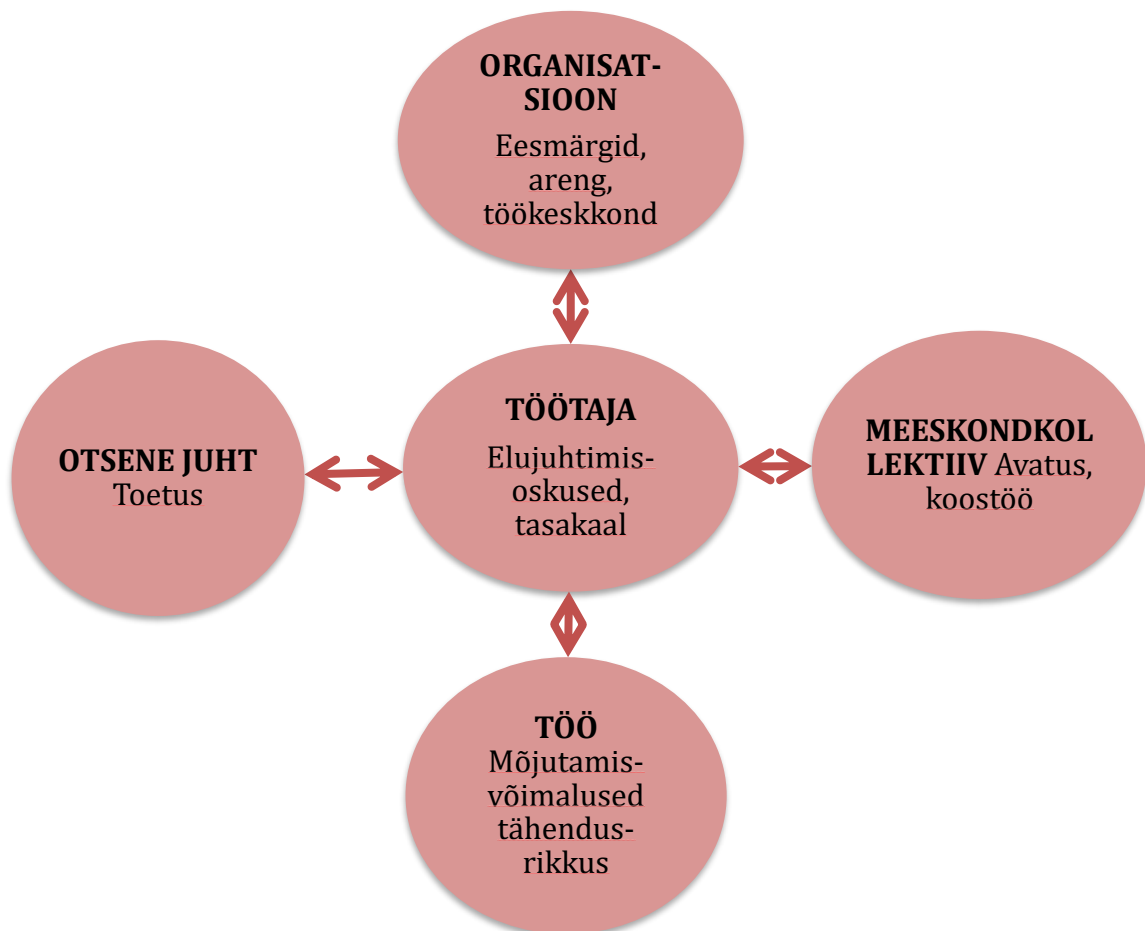 ORGANISAT-
SIOON
Eesmärgid,
areng,
töökeskkond
OTSENE JUHT
Toetus
TÖÖTAJA
Elujuhtimis-
oskused,
tasakaal
MEESKONDKOL
LEKTIIV Avatus,
koostöö
TÖÖ
Mõjutamis-
võimalused
tähendus-
rikkus